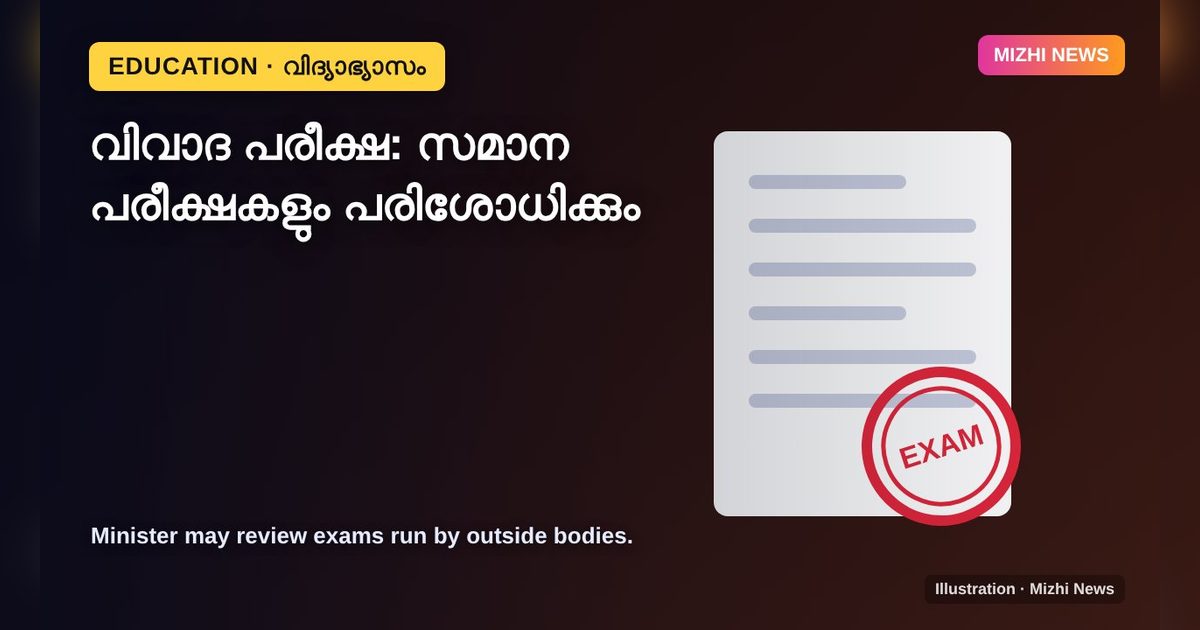 EDUCATION · വിദ്യാഭ്യാസം
MIZHI NEWS
വിവാദ പരീക്ഷ: സമാന
പരീക്ഷകളും പരിശോധിക്കും
EXAM
Minister may review exams run by outside bodies.
Illustration · Mizhi News